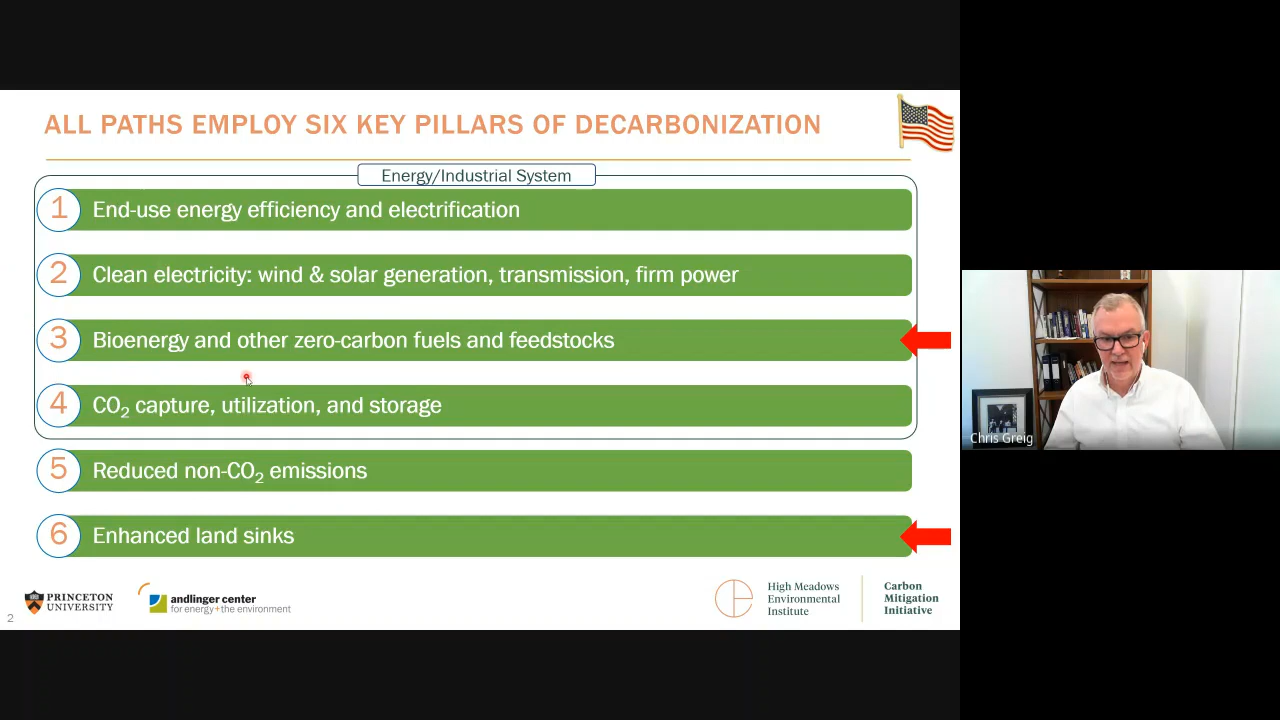 ALL PATHS EMPLOY SIX KEY PILLARS OF DECARBONIZATION
Energy/Industrial System
1 End-use energy efficiency and electrification
2 Clean electricity: wind & solar generation, transmission, firm power
3 Bioenergy and other zero-carbon fuels and feedstocks
4 CO₂ capture, utilization, and storage
5 Reduced non-CO₂ emissions
6 Enhanced land sinks
Chris Greig
PRINCETON
UNIVERSITY
andlinger center
for energy+the environment
High Meadows
Environmental
Institute
Carbon
Mitigation
Initiative
2